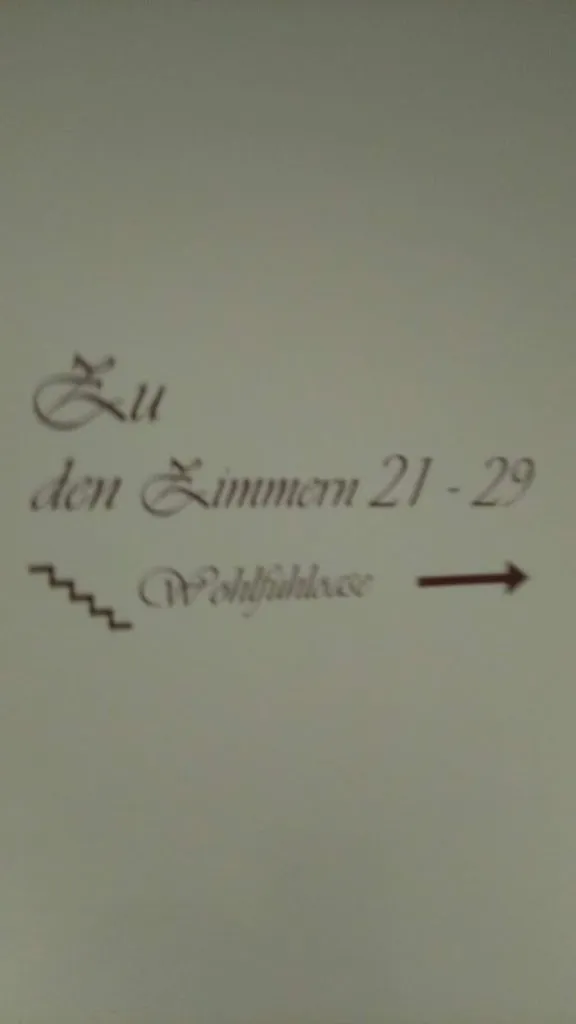 Zu
den Zimmern 21 - 29
Wohlfühloase